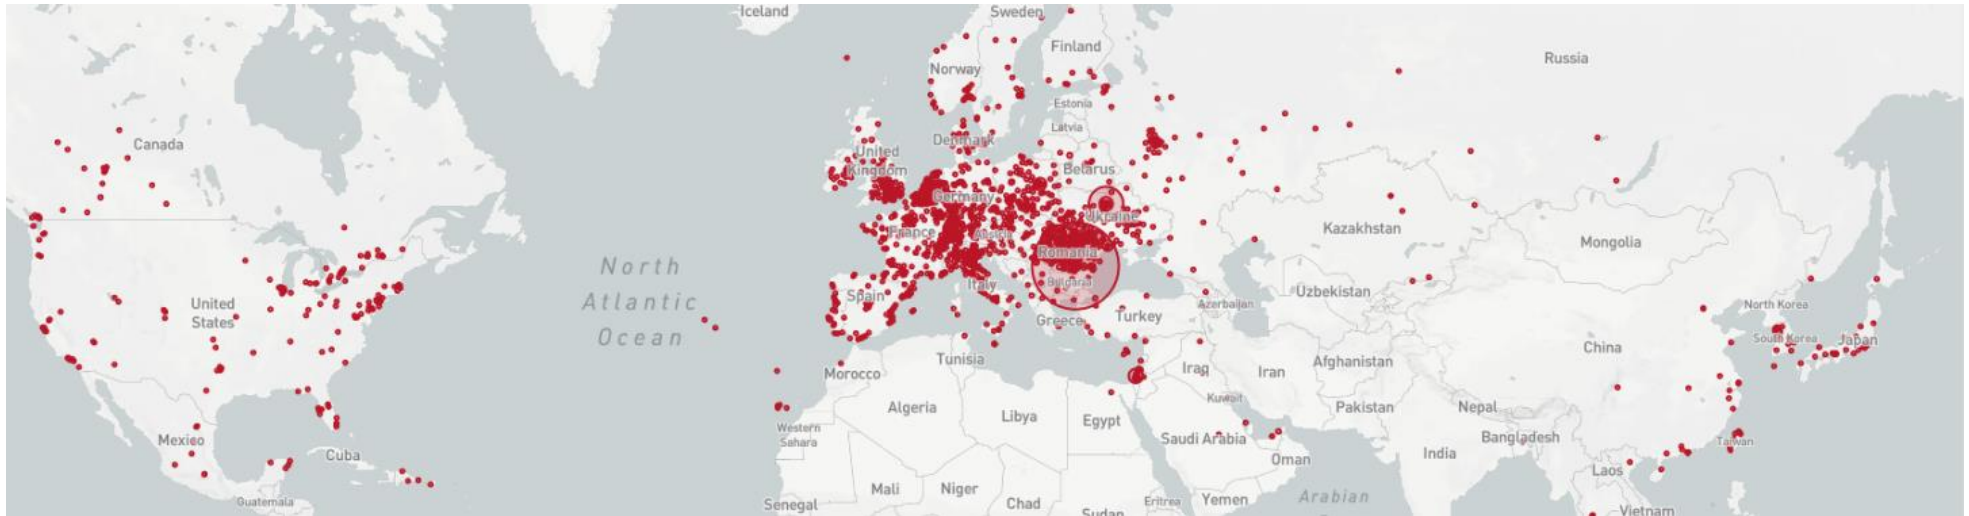 Iceland
Sweden
Finland
Russia
Norway
Estonia
Canada
Latvia
Denmark
United
Kingdom
Belarus
Germany
Ukraine
France
Kazakhstan
Mongolia
Romania
North
Atlantic
Ocean
Italy
Bulgaria
Spain
Uzbekistan
United
States
Azerbaijan
North Korea
Greece
Turkey
South Korea
Japan
China
Tunisia
Afghanistan
Morocco
Iraq
Iran
Kuwait
Pakistan
Nepal
Algeria
Libya
Egypt
Western
Sahara
Saudi Arabia
Bangladesh
Taiwan
Mexico
Cuba
India
Oman
Laos
Mali
Niger
Chad
Eritrea
Yemen
Arabian
Guatemala
Senegal
Sudan
Vietnam